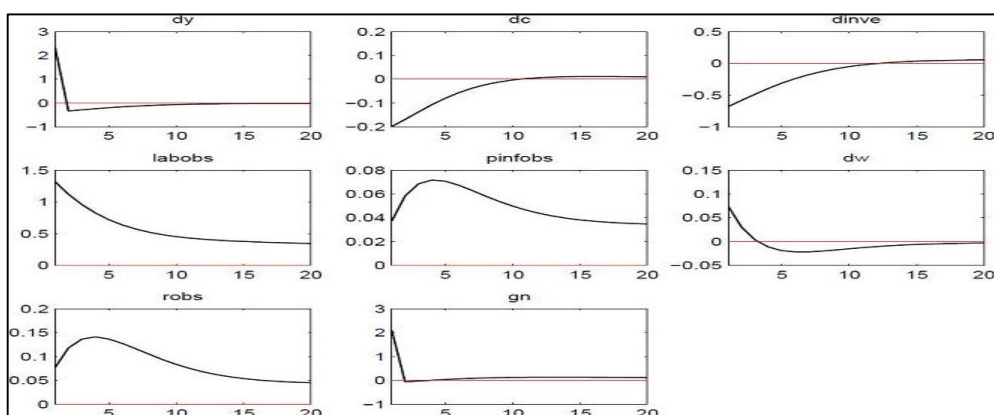 dy dc dinve
3 0.2 0.5
2 0.1
1 0 0
0 −0.1 −0.5
−1 −0.2 −1
5 10 15 20 5 10 15 20 5 10 15 20
labobs pinfobs dw
1.5 0.08 0.15
1 0.06 0.1
0.04 0.05
0.5 0.02 0
0 0 −0.05
5 10 15 20 5 10 15 20 5 10 15 20
robs gn
0.2 3
0.15 2
0.1 1
0.05 0
0 −1
5 10 15 20 5 10 15 20